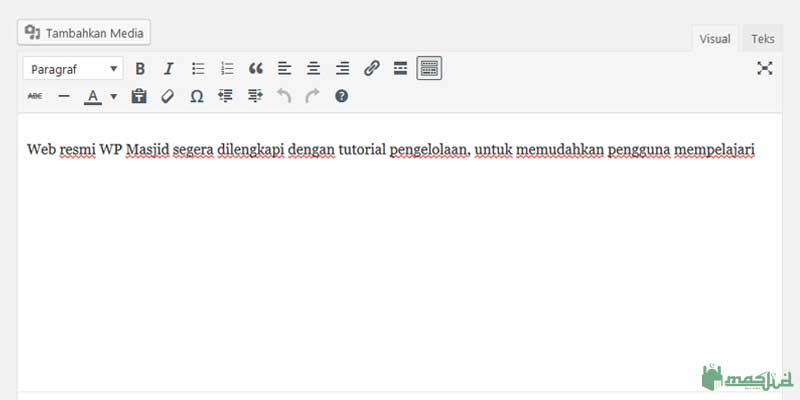 Tambahkan Media
Visual
Teks
Paragraf
B I
ABC A Ω
Web resmi WP Masjid segera dilengkapi dengan tutorial pengelolaan, untuk memudahkan pengguna mempelajari
masjid